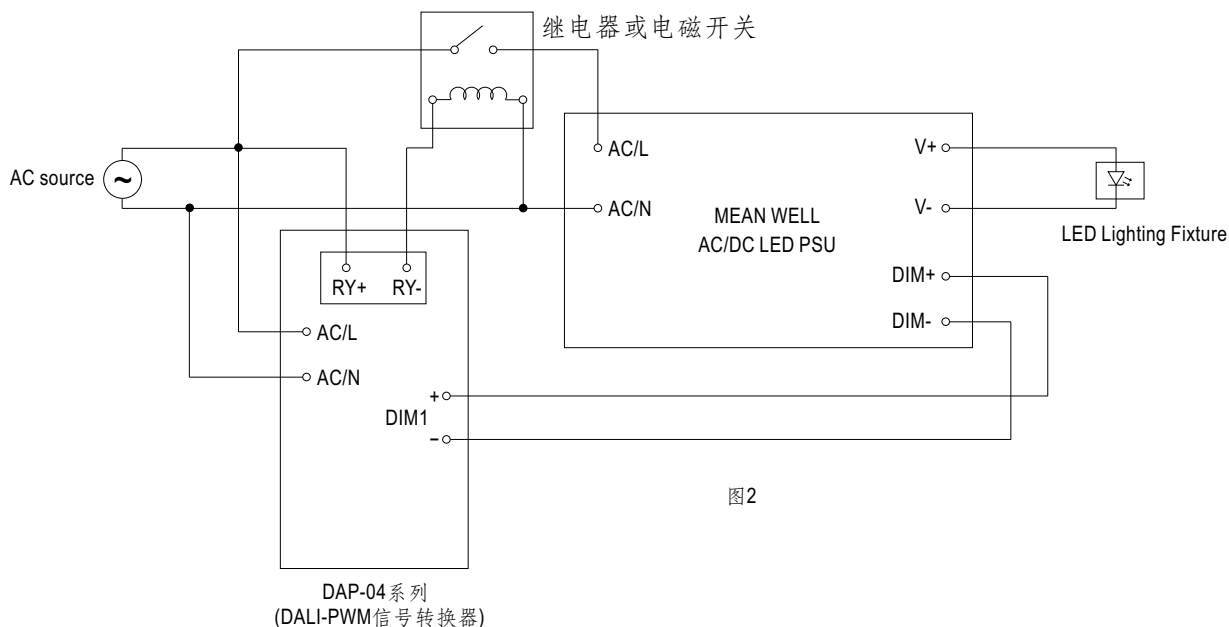 继电器或电磁开关
AC source
~
AC/L
V+
AC/N
MEAN WELL
V-
AC/DC LED PSU
LED Lighting Fixture
RY+ RY-
DIM+
DIM-
AC/L
AC/N
+
DIM1
−
图2
DAP-04系列
(DALI-PWM信号转换器)